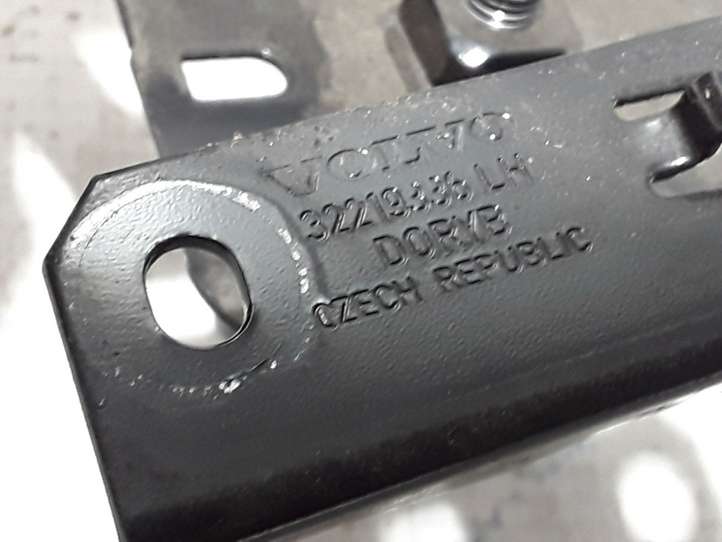 VOLVO
32219336 LH
DORYB
CZECH REPUBLIC